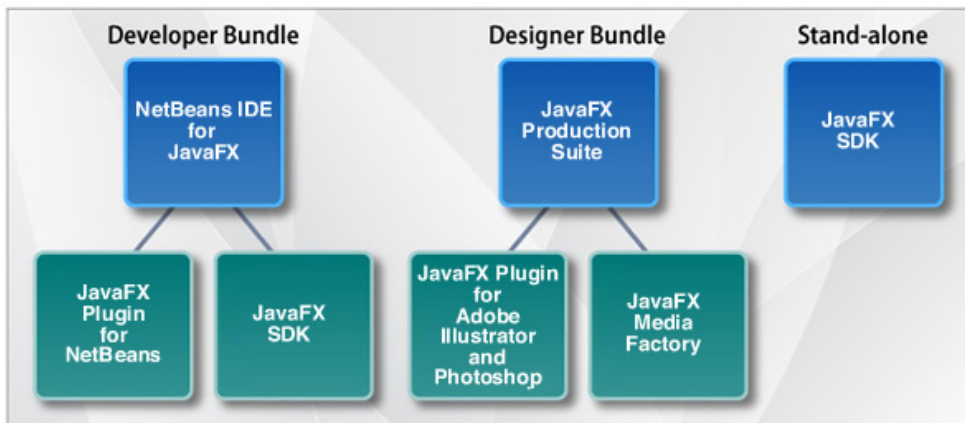 Developer Bundle
Designer Bundle
Stand-alone
NetBeans IDE
for
JavaFX
JavaFX
Production
Suite
JavaFX
SDK
JavaFX
Plugin
for
NetBeans
JavaFX
SDK
JavaFX Plugin
for
Adobe
Illustrator
and
Photoshop
JavaFX
Media
Factory